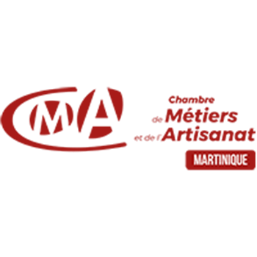 CMA
Chambre
de Métiers
et de l'Artisanat
MARTINIQUE